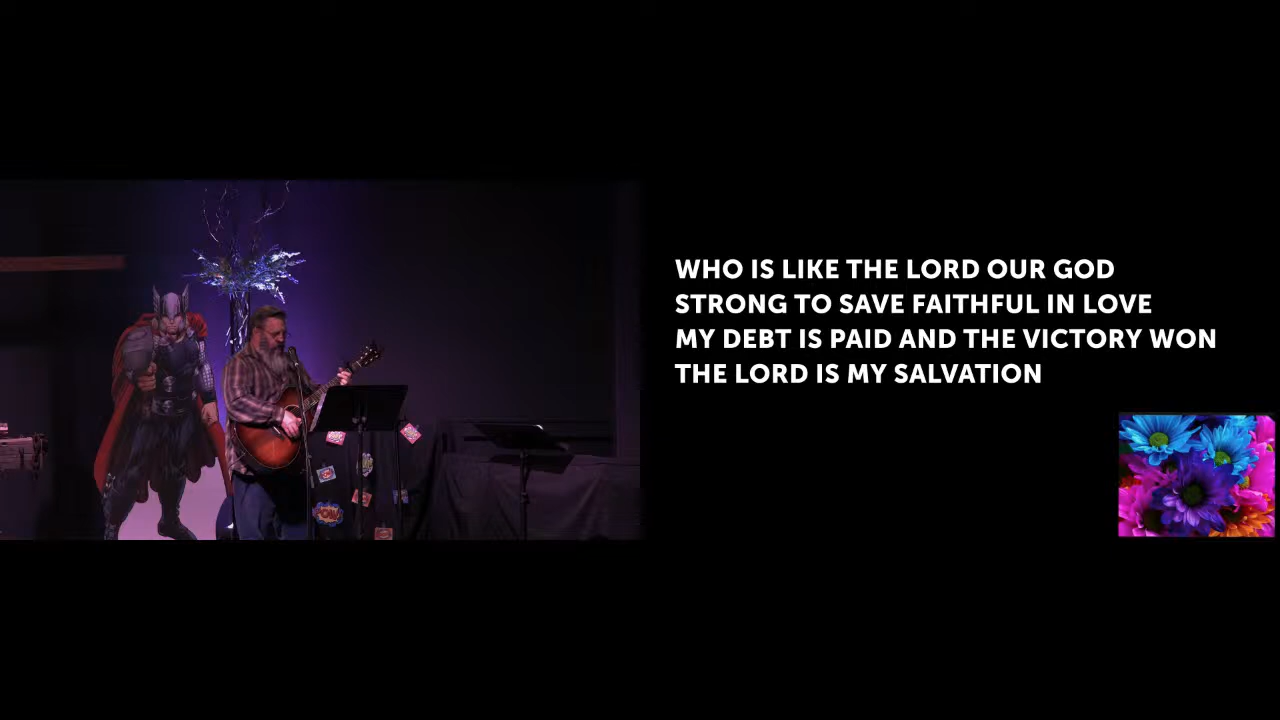 WHO IS LIKE THE LORD OUR GOD
STRONG TO SAVE FAITHFUL IN LOVE
MY DEBT IS PAID AND THE VICTORY WON
THE LORD IS MY SALVATION
POW